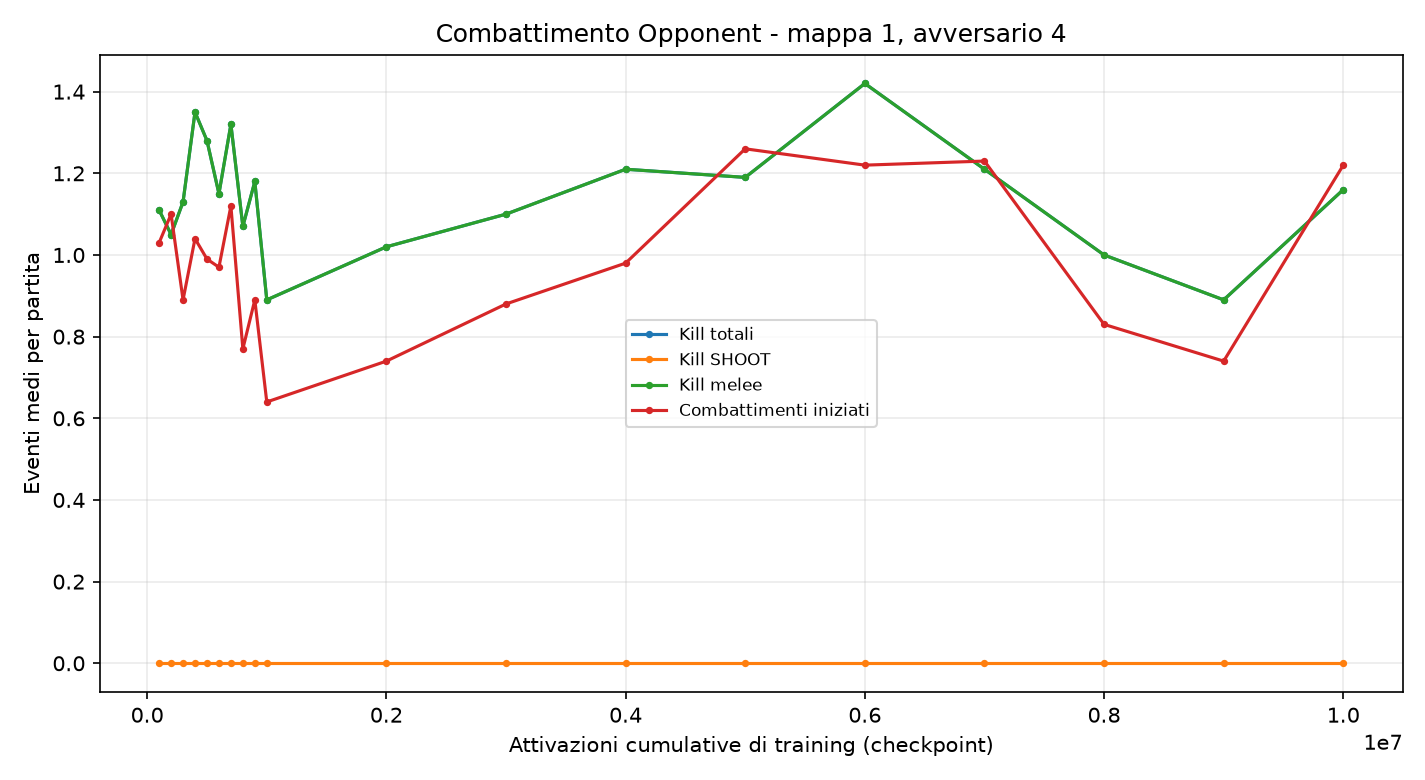 Combattimento Opponent - mappa 1, avversario 4
Eventi medi per partita
1.4
1.2
1.0
0.8
0.6
0.4
0.2
0.0
Kill totali
Kill SHOOT
Kill melee
Combattimenti iniziati
0.0 0.2 0.4 0.6 0.8 1.0
1e7
Attivazioni cumulative di training (checkpoint)